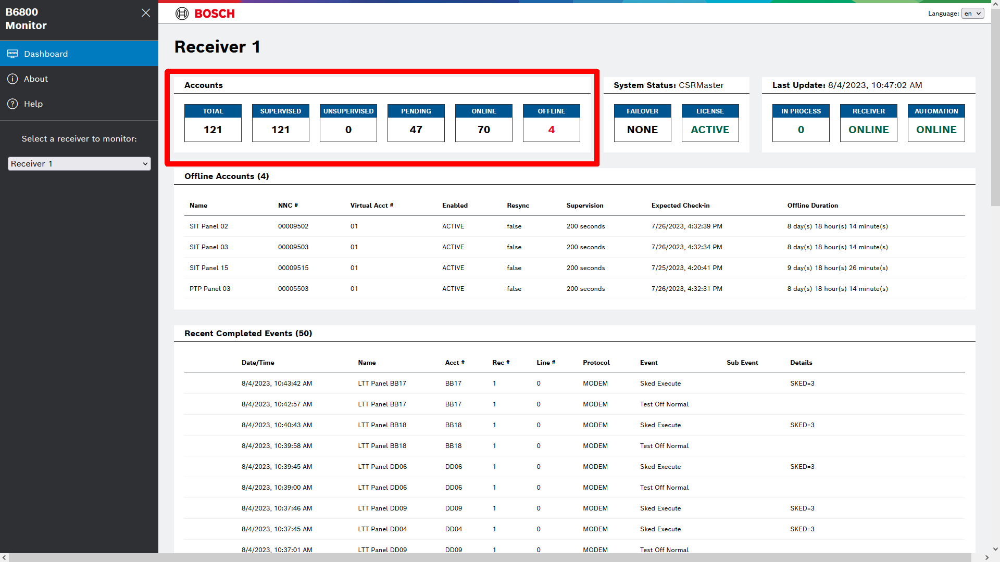 B6800
Monitor
Dashboard
About
Help
Select a receiver to monitor:
Receiver 1
BOSCH
Language: en
Receiver 1
Accounts
TOTAL SUPERVISED UNSUPERVISED PENDING ONLINE OFFLINE
121 121 0 47 70 4
System Status: CSRMaster
FAILOVER LICENSE
NONE ACTIVE
Last Update: 8/4/2023, 10:47:02 AM
IN PROCESS RECEIVER AUTOMATION
0 ONLINE ONLINE
Offline Accounts (4)
Name NNC # Virtual Acct # Enabled Resync Supervision Expected Check-in Offline Duration
SIT Panel 02 00009502 01 ACTIVE false 200 seconds 7/26/2023, 4:32:39 PM 8 day(s) 18 hour(s) 14 minute(s)
SIT Panel 03 00009503 01 ACTIVE false 200 seconds 7/26/2023, 4:32:34 PM 8 day(s) 18 hour(s) 14 minute(s)
SIT Panel 15 00009515 01 ACTIVE false 200 seconds 7/25/2023, 4:20:41 PM 9 day(s) 18 hour(s) 26 minute(s)
PTP Panel 03 00005503 01 ACTIVE false 200 seconds 7/26/2023, 4:32:31 PM 8 day(s) 18 hour(s) 14 minute(s)
Recent Completed Events (50)
Date/Time Name Acct # Rec # Line # Protocol Event Sub Event Details
8/4/2023, 10:43:42 AM LTT Panel BB17 BB17 1 0 MODEM Sked Execute SKED=3
8/4/2023, 10:42:57 AM LTT Panel BB17 BB17 1 0 MODEM Test Off Normal
8/4/2023, 10:40:43 AM LTT Panel BB18 BB18 1 0 MODEM Sked Execute SKED=3
8/4/2023, 10:39:58 AM LTT Panel BB18 BB18 1 0 MODEM Test Off Normal
8/4/2023, 10:39:45 AM LTT Panel DD06 DD06 1 0 MODEM Sked Execute SKED=3
8/4/2023, 10:39:00 AM LTT Panel DD06 DD06 1 0 MODEM Test Off Normal
8/4/2023, 10:37:46 AM LTT Panel DD09 DD09 1 0 MODEM Sked Execute SKED=3
8/4/2023, 10:37:45 AM LTT Panel DD04 DD04 1 0 MODEM Sked Execute SKED=3
8/4/2023, 10:37:01 AM LTT Panel DD09 DD09 1 0 MODEM Test Off Normal